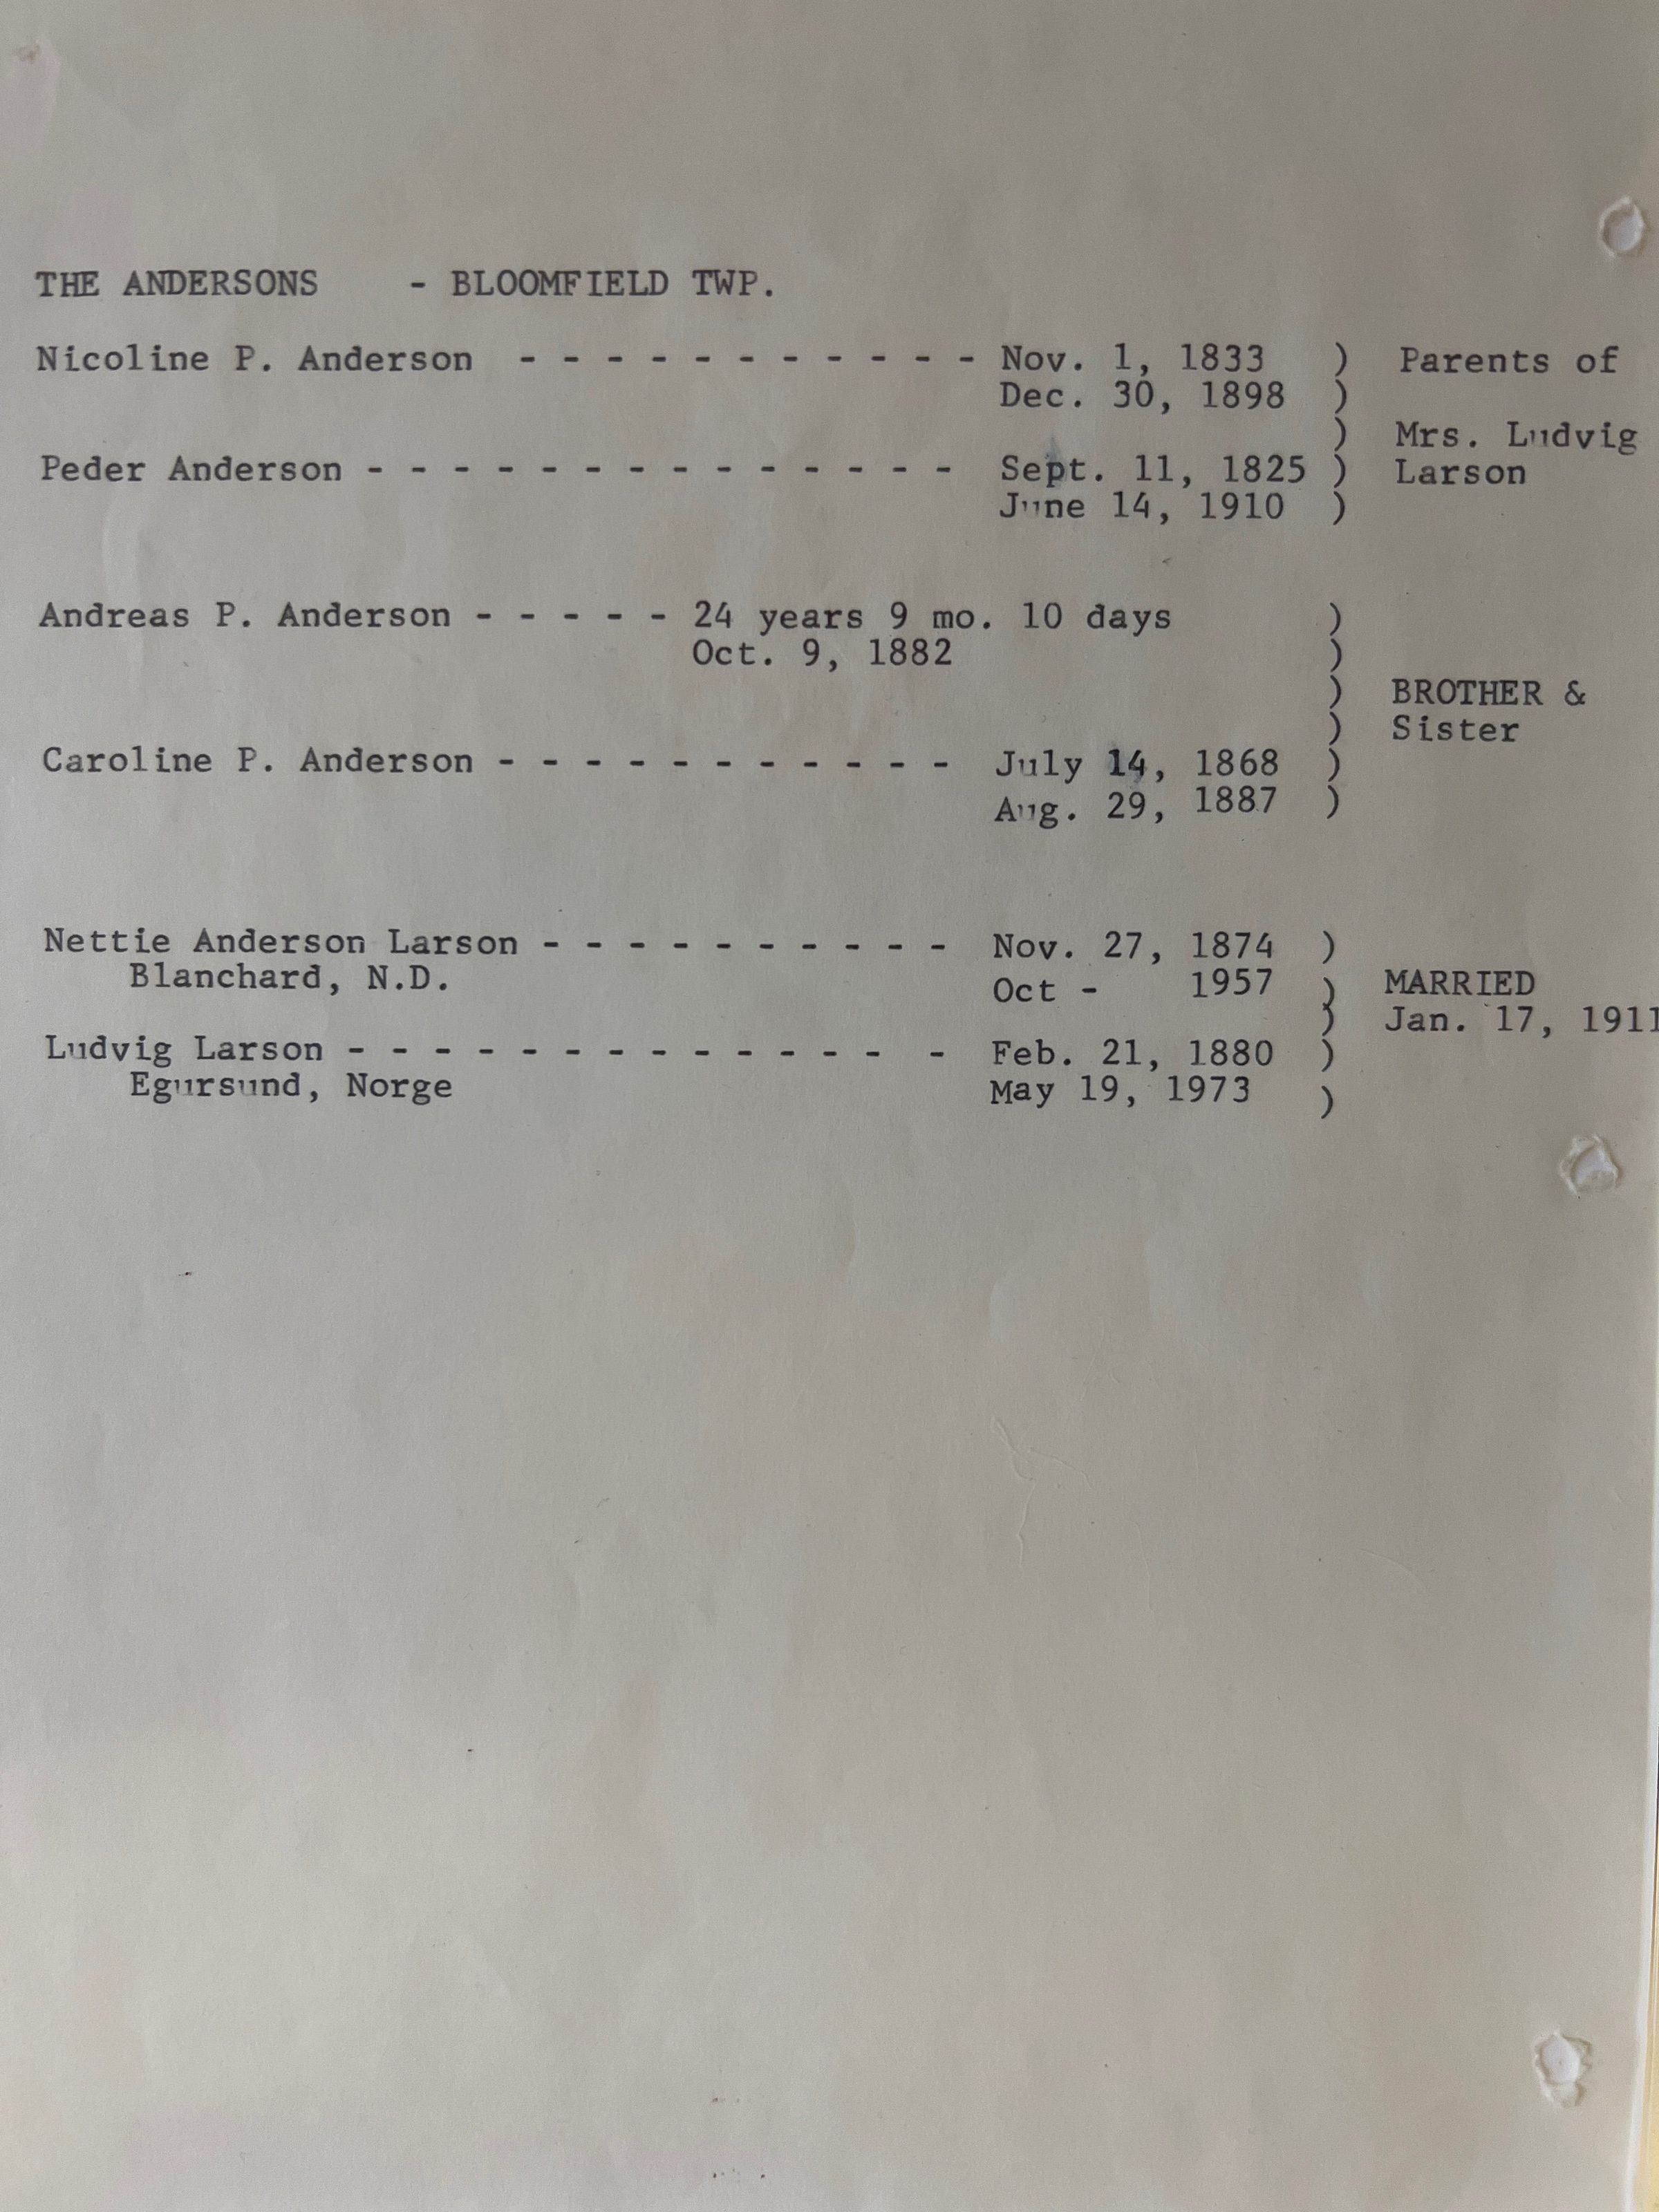 THE ANDERSONS - BLOOMFIELD TWP.
Nicoline P. Anderson - - - - - - - - - - - Nov. 1, 1833 ) Parents of
Dec. 30, 1898 )
) Mrs. Ludvig
Peder Anderson - - - - - - - - - - - - - - Sept. 11, 1825 ) Larson
June 14, 1910 )
Andreas P. Anderson - - - - - 24 years 9 mo. 10 days )
Oct. 9, 1882 )
) BROTHER &
) Sister
Caroline P. Anderson - - - - - - - - - - - July 14, 1868 )
Aug. 29, 1887 )
Nettie Anderson Larson - - - - - - - - - - Nov. 27, 1874 )
Blanchard, N.D. Oct - 1957 ) MARRIED
) Jan. 17, 1911
Ludvig Larson - - - - - - - - - - - - - - Feb. 21, 1880 )
Egursund, Norge May 19, 1973 )